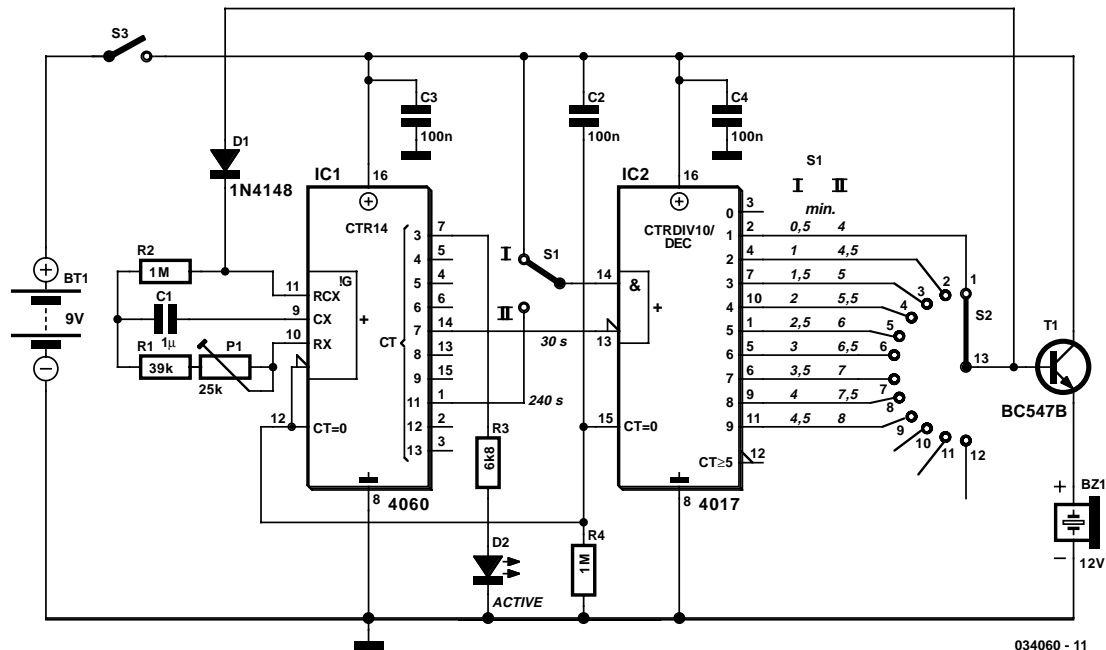 S3
C3
100n
C2
100n
C4
100n
D1
1N4148
BT1
9V
R2
1M
C1
1µ
R1
39k
P1
25k
IC1
16
CTR14
!G
+
11 RCX
9 CX
10 RX
12 CT=0
CT
3 7
4 5
5 4
6 6
7 14
8 13
9 15
11 1
12 2
13 3
8
4060
R3
6k8
D2
ACTIVE
S1
I
II
30 s
240 s
R4
1M
IC2
16
CTRDIV10/
DEC
14
&
+
13
15 CT=0
0 3
1 2
2 4
3 7
4 10
5 1
6 5
7 6
8 9
9 11
CT≥5 12
8
4017
S1
I II
min.
0,5 4
1 4,5
1,5 5
2 5,5
2,5 6
3 6,5
3,5 7
4 7,5
4,5 8
1
2
3
4
5
6
7
8
9
10
11
12
S2
13
T1
BC547B
+
BZ1
–
12V
034060 - 11